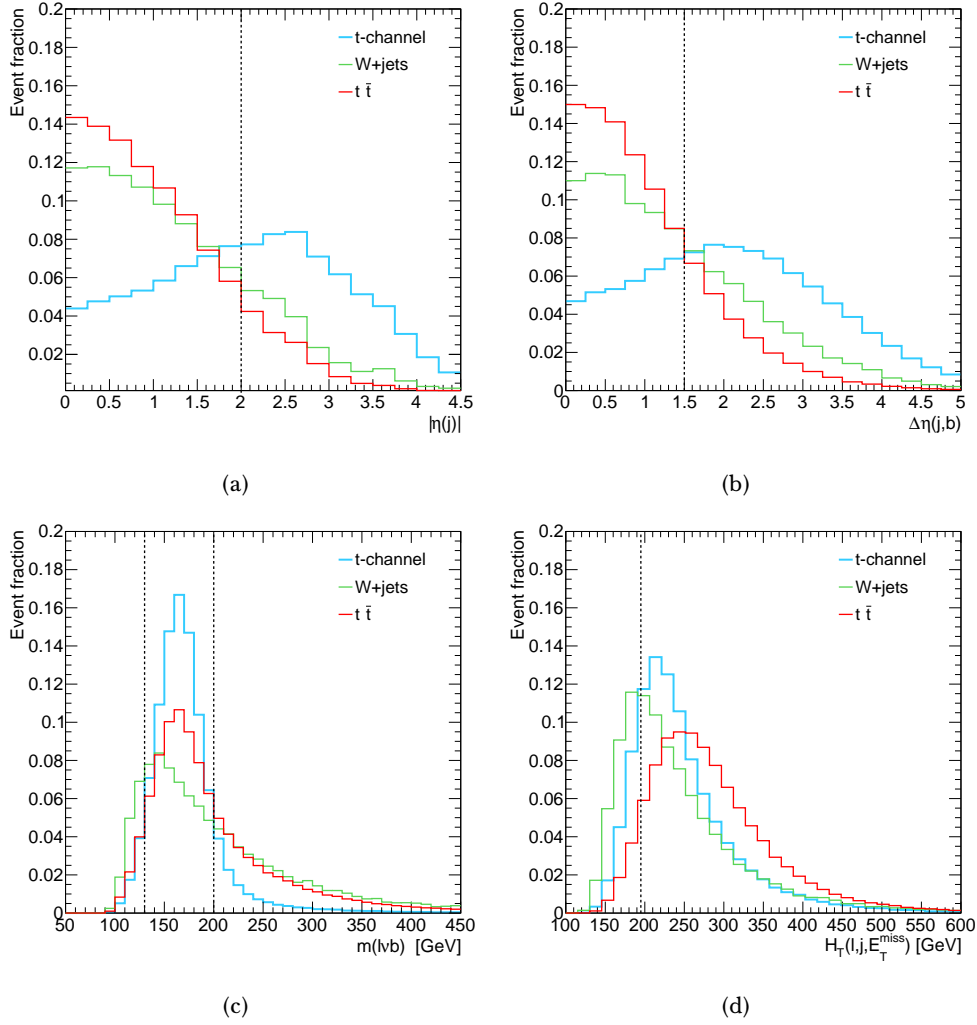 Event fraction
0.2
0.18
0.16
0.14
0.12
0.1
0.08
0.06
0.04
0.02
t-channel
W+jets
t t̄
0 0.5 1 1.5 2 2.5 3 3.5 4 4.5
|η(j)|
(a)
Event fraction
0.2
0.18
0.16
0.14
0.12
0.1
0.08
0.06
0.04
0.02
t-channel
W+jets
t t̄
0 0.5 1 1.5 2 2.5 3 3.5 4 4.5 5
Δη(j,b)
(b)
Event fraction
0.2
0.18
0.16
0.14
0.12
0.1
0.08
0.06
0.04
0.02
0
t-channel
W+jets
t t̄
50 100 150 200 250 300 350 400 450
m(lνb) [GeV]
(c)
Event fraction
0.2
0.18
0.16
0.14
0.12
0.1
0.08
0.06
0.04
0.02
0
t-channel
W+jets
t t̄
100 150 200 250 300 350 400 450 500 550 600
H_T(l,j,E_T^miss) [GeV]
(d)